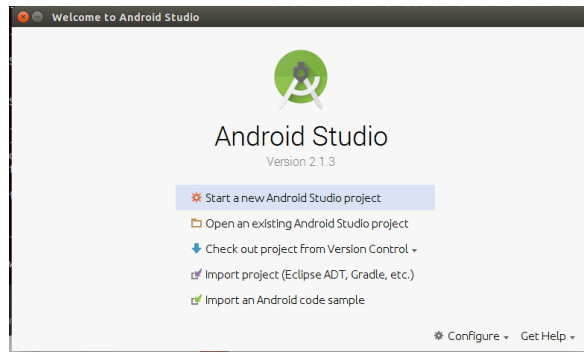 Welcome to Android Studio
Android Studio
Version 2.1.3
Start a new Android Studio project
Open an existing Android Studio project
Check out project from Version Control
Import project (Eclipse ADT, Gradle, etc.)
Import an Android code sample
Configure Get Help